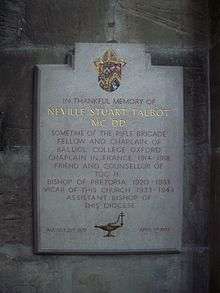 IN THANKFUL MEMORY OF
NEVILLE STUART TALBOT
MC DD
SOMETIME OF THE RIFLE BRIGADE
FELLOW AND CHAPLAIN OF
BALLIOL COLLEGE OXFORD
CHAPLAIN IN FRANCE 1914-1918
FRIEND AND COUNSELLOR OF
TOC H
BISHOP OF PRETORIA 1920-1933
VICAR OF THIS CHURCH 1933-1943
ASSISTANT BISHOP OF
THIS DIOCESE